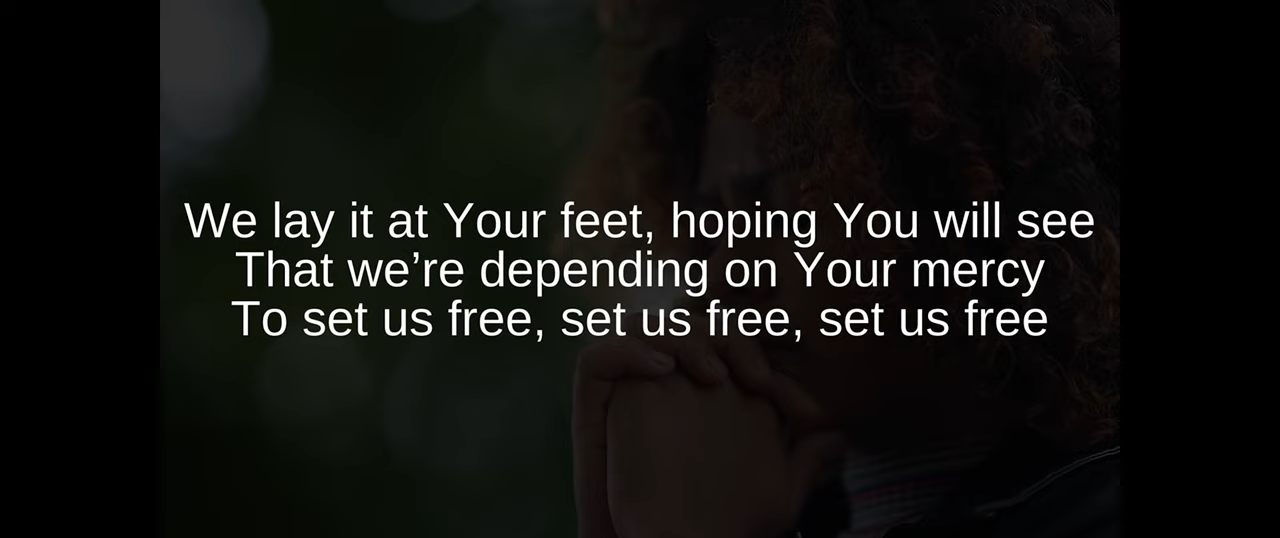 We lay it at Your feet, hoping You will see
That we’re depending on Your mercy
To set us free, set us free, set us free